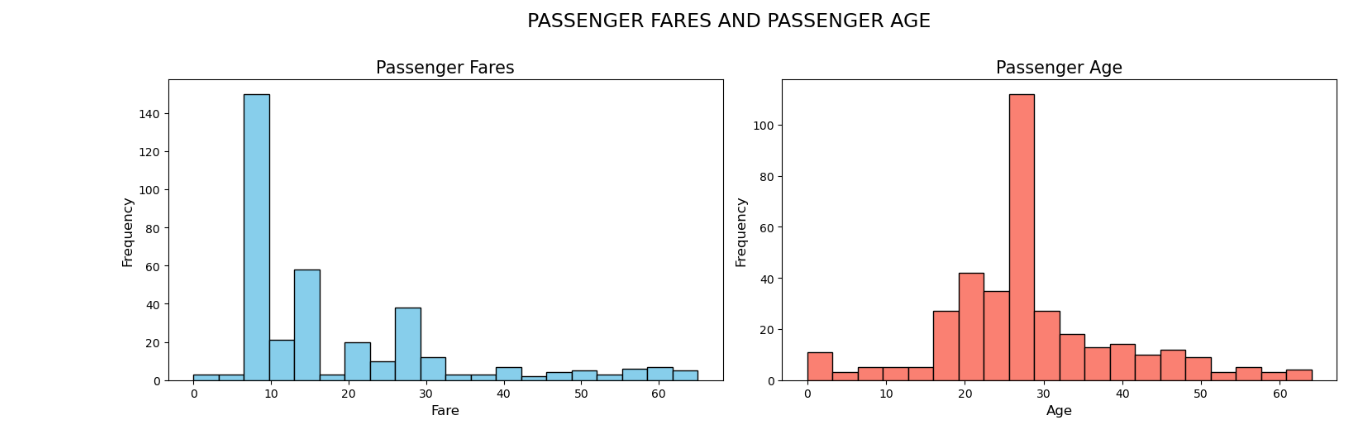 PASSENGER FARES AND PASSENGER AGE
Passenger Fares
140
120
100
80
60
40
20
0
Frequency
0 10 20 30 40 50 60
Fare
Passenger Age
100
80
60
40
20
0
Frequency
0 10 20 30 40 50 60
Age